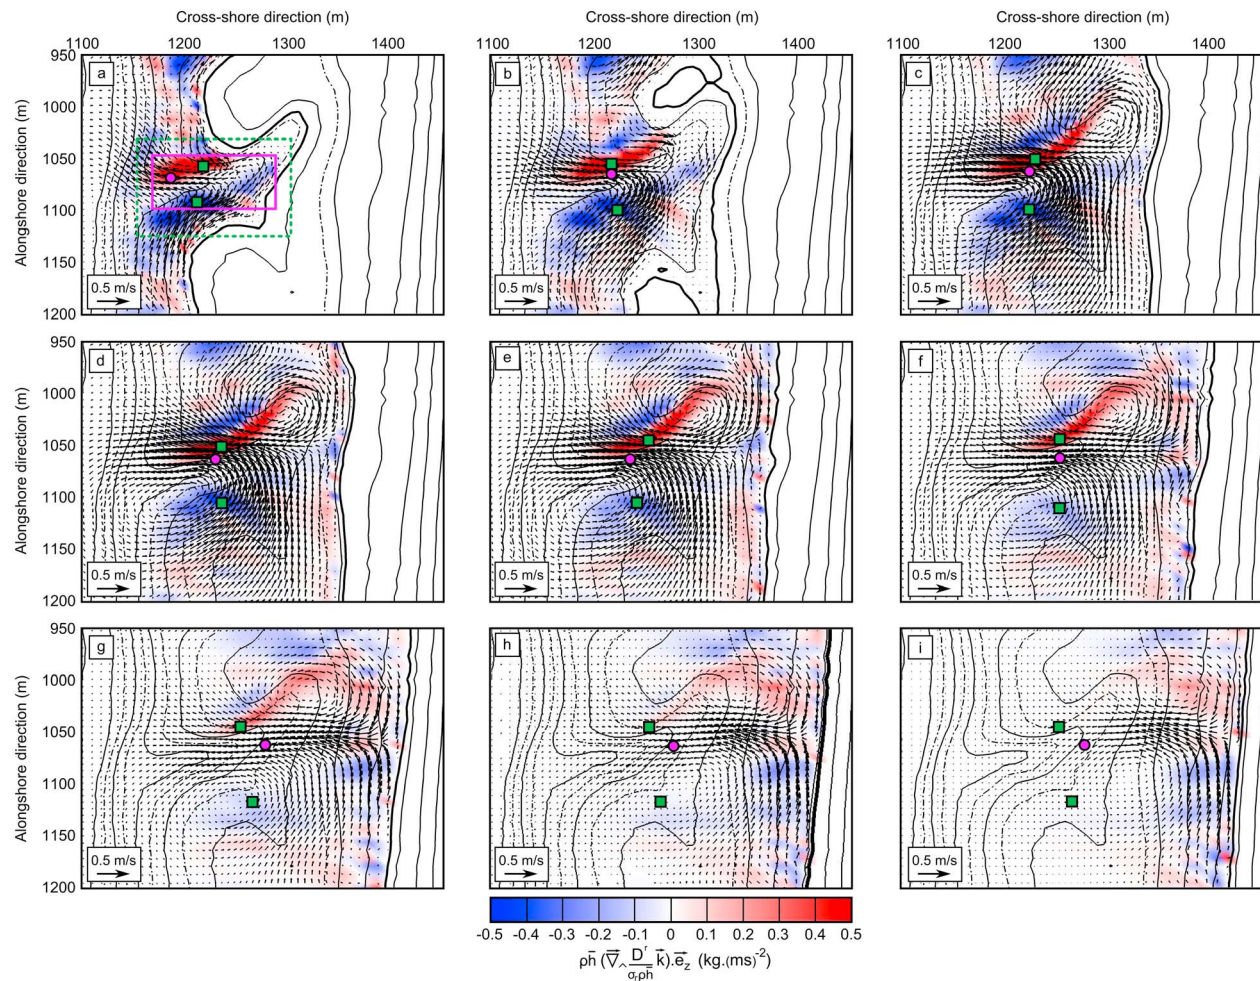 Cross-shore direction (m) Cross-shore direction (m) Cross-shore direction (m)
1100 1200 1300 1400 1100 1200 1300 1400 1100 1200 1300 1400
950 a b c
1000
1050
1100
1150
1200
Alongshore direction (m)
0.5 m/s 0.5 m/s 0.5 m/s
950 d e f
1000
1050
1100
1150
1200
Alongshore direction (m)
0.5 m/s 0.5 m/s 0.5 m/s
950 g h i
1000
1050
1100
1150
1200
Alongshore direction (m)
0.5 m/s 0.5 m/s 0.5 m/s
-0.5 -0.4 -0.3 -0.2 -0.1 0 0.1 0.2 0.3 0.4 0.5
ρh̄ (∇⃗^ Dʳ/σᵣρh̄ k⃗).e⃗z (kg.(ms)⁻²)